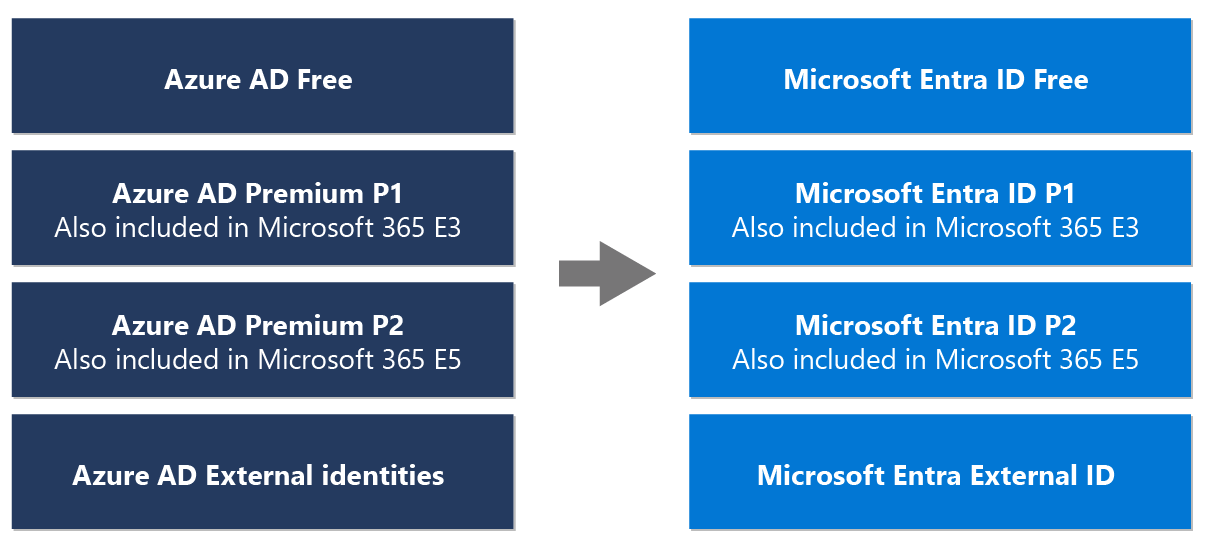 Azure AD Free
Azure AD Premium P1
Also included in Microsoft 365 E3
Azure AD Premium P2
Also included in Microsoft 365 E5
Azure AD External identities
Microsoft Entra ID Free
Microsoft Entra ID P1
Also included in Microsoft 365 E3
Microsoft Entra ID P2
Also included in Microsoft 365 E5
Microsoft Entra External ID